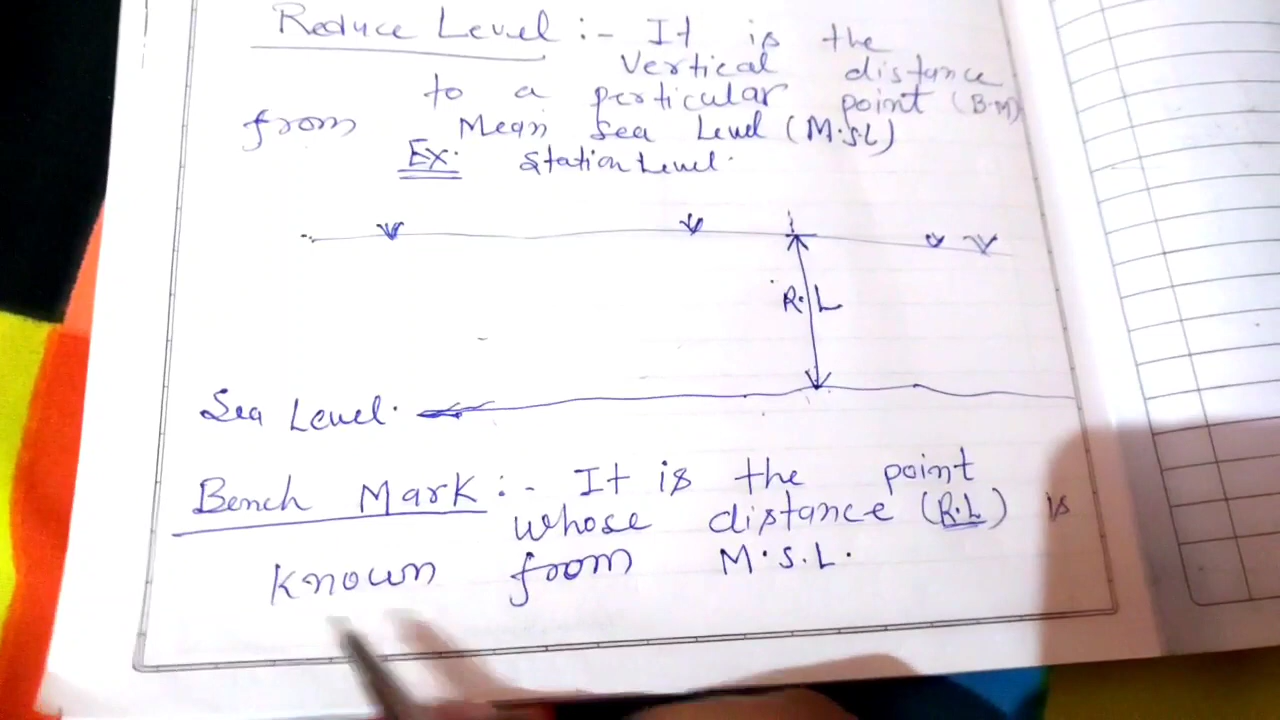 Reduce Level :- It is the
vertical distance
to a perticular point (B.M)
from Mean Sea Level (M.S.L)
Ex. Station Level.
R.L
Sea Level.
Bench Mark :- It is the point
whose distance (R.L) is
known from M.S.L.